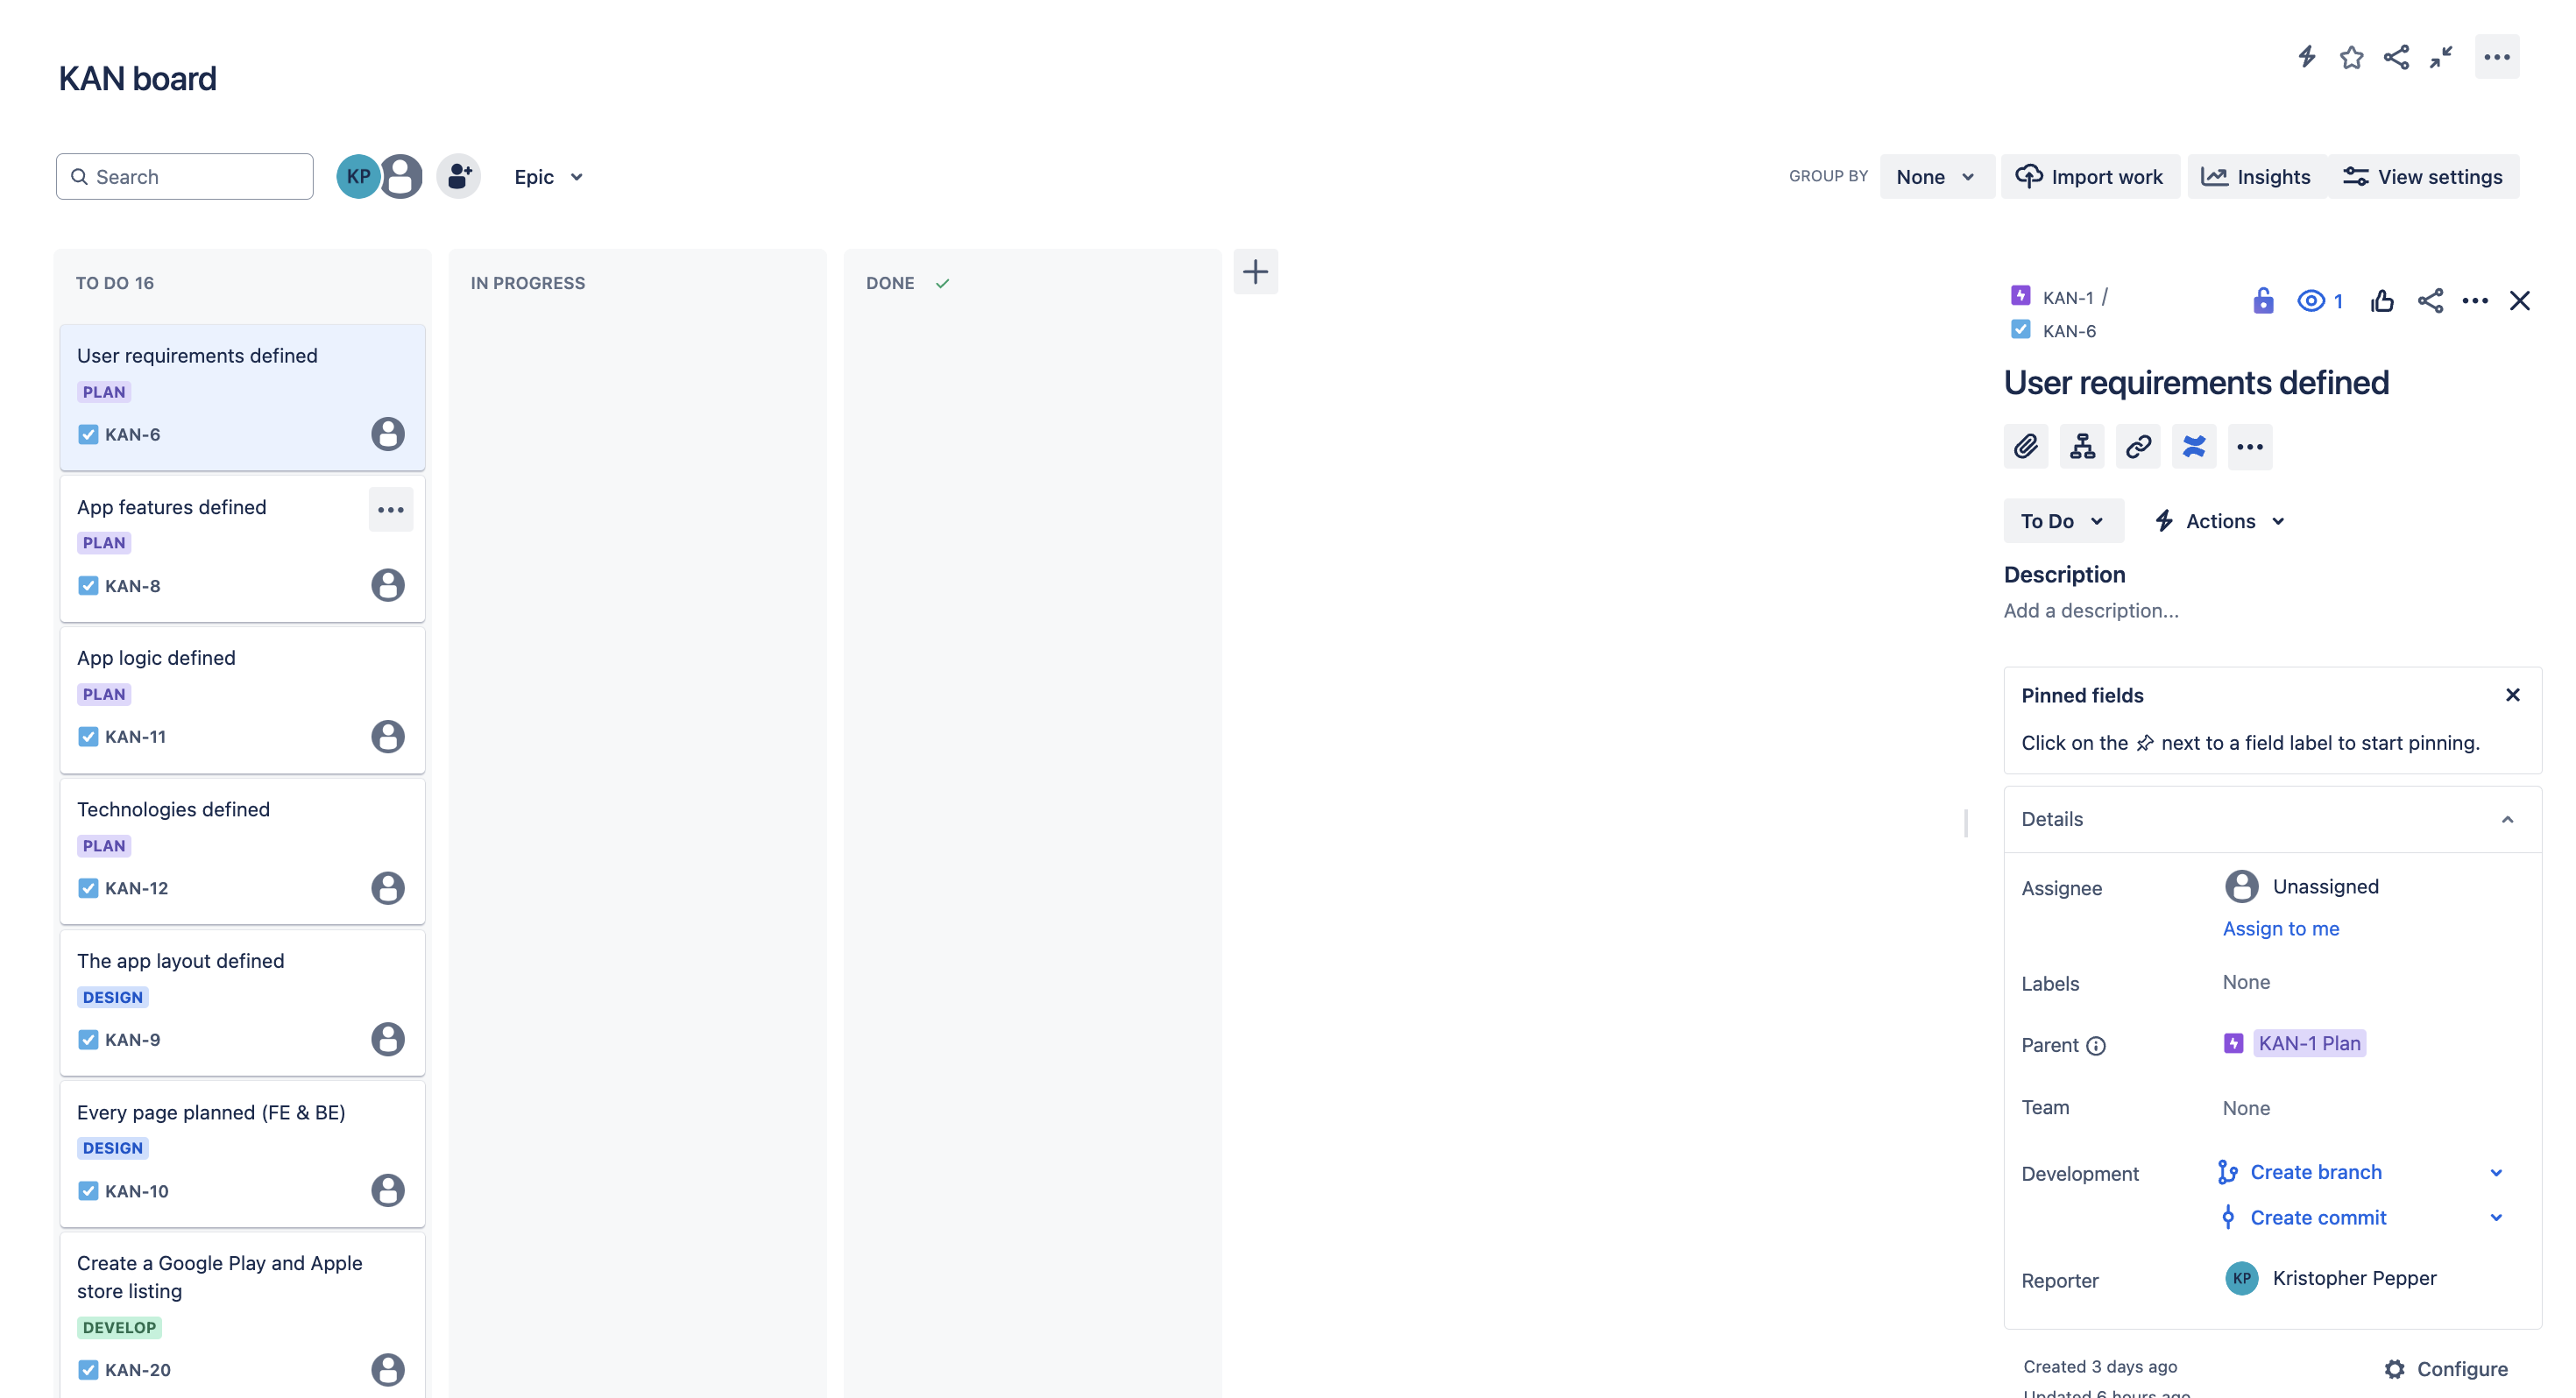 KAN board
Search
KP
Epic
GROUP BY
None
Import work
Insights
View settings
TO DO 16
User requirements defined
PLAN
KAN-6
App features defined
PLAN
KAN-8
App logic defined
PLAN
KAN-11
Technologies defined
PLAN
KAN-12
The app layout defined
DESIGN
KAN-9
Every page planned (FE & BE)
DESIGN
KAN-10
Create a Google Play and Apple
store listing
DEVELOP
KAN-20
IN PROGRESS
DONE
KAN-1 /
KAN-6
1
User requirements defined
To Do
Actions
Description
Add a description...
Pinned fields
Click on the next to a field label to start pinning.
Details
Assignee
Unassigned
Assign to me
Labels
None
Parent
KAN-1 Plan
Team
None
Development
Create branch
Create commit
Reporter
KP
Kristopher Pepper
Created 3 days ago
Updated 6 hours ago
Configure